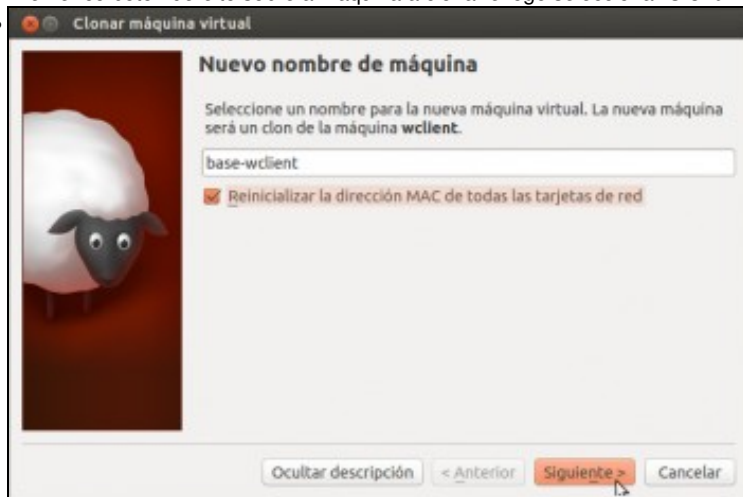 Clonar máquina virtual
Nuevo nombre de máquina
Seleccione un nombre para la nueva máquina virtual. La nueva máquina
será un clon de la máquina wclient.
base-wclient
Reinicializar la dirección MAC de todas las tarjetas de red
Ocultar descripción < Anterior Siguiente > Cancelar